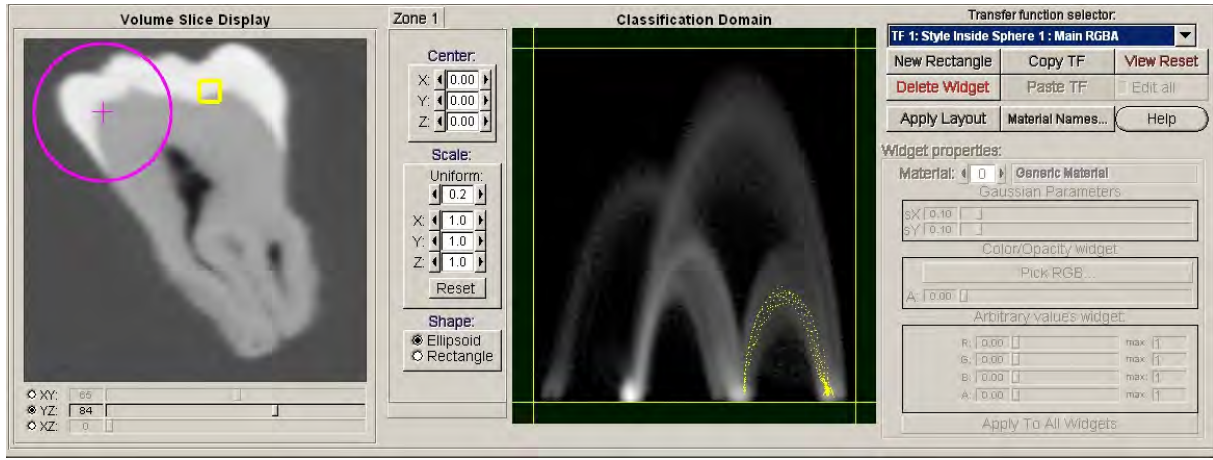 Volume Slice Display
XY: 65
YZ: 84
XZ: 0
Zone 1
Center:
X: 0.00
Y: 0.00
Z: 0.00
Scale:
Uniform:
0.2
X: 1.0
Y: 1.0
Z: 1.0
Reset
Shape:
Ellipsoid
Rectangle
Classification Domain
Transfer function selector:
TF 1: Style Inside Sphere 1 : Main RGBA
New Rectangle Copy TF View Reset
Delete Widget Paste TF Edit all
Apply Layout Material Names... Help
Widget properties:
Material: 0 Generic Material
Gaussian Parameters
sX 0.10
sY 0.10
Color/Opacity widget
Pick RGB...
A: 0.00
Arbitrary values widget:
R: 0.00 max: 1
G: 0.00 max: 1
B: 0.00 max: 1
A: 0.00 max: 1
Apply To All Widgets